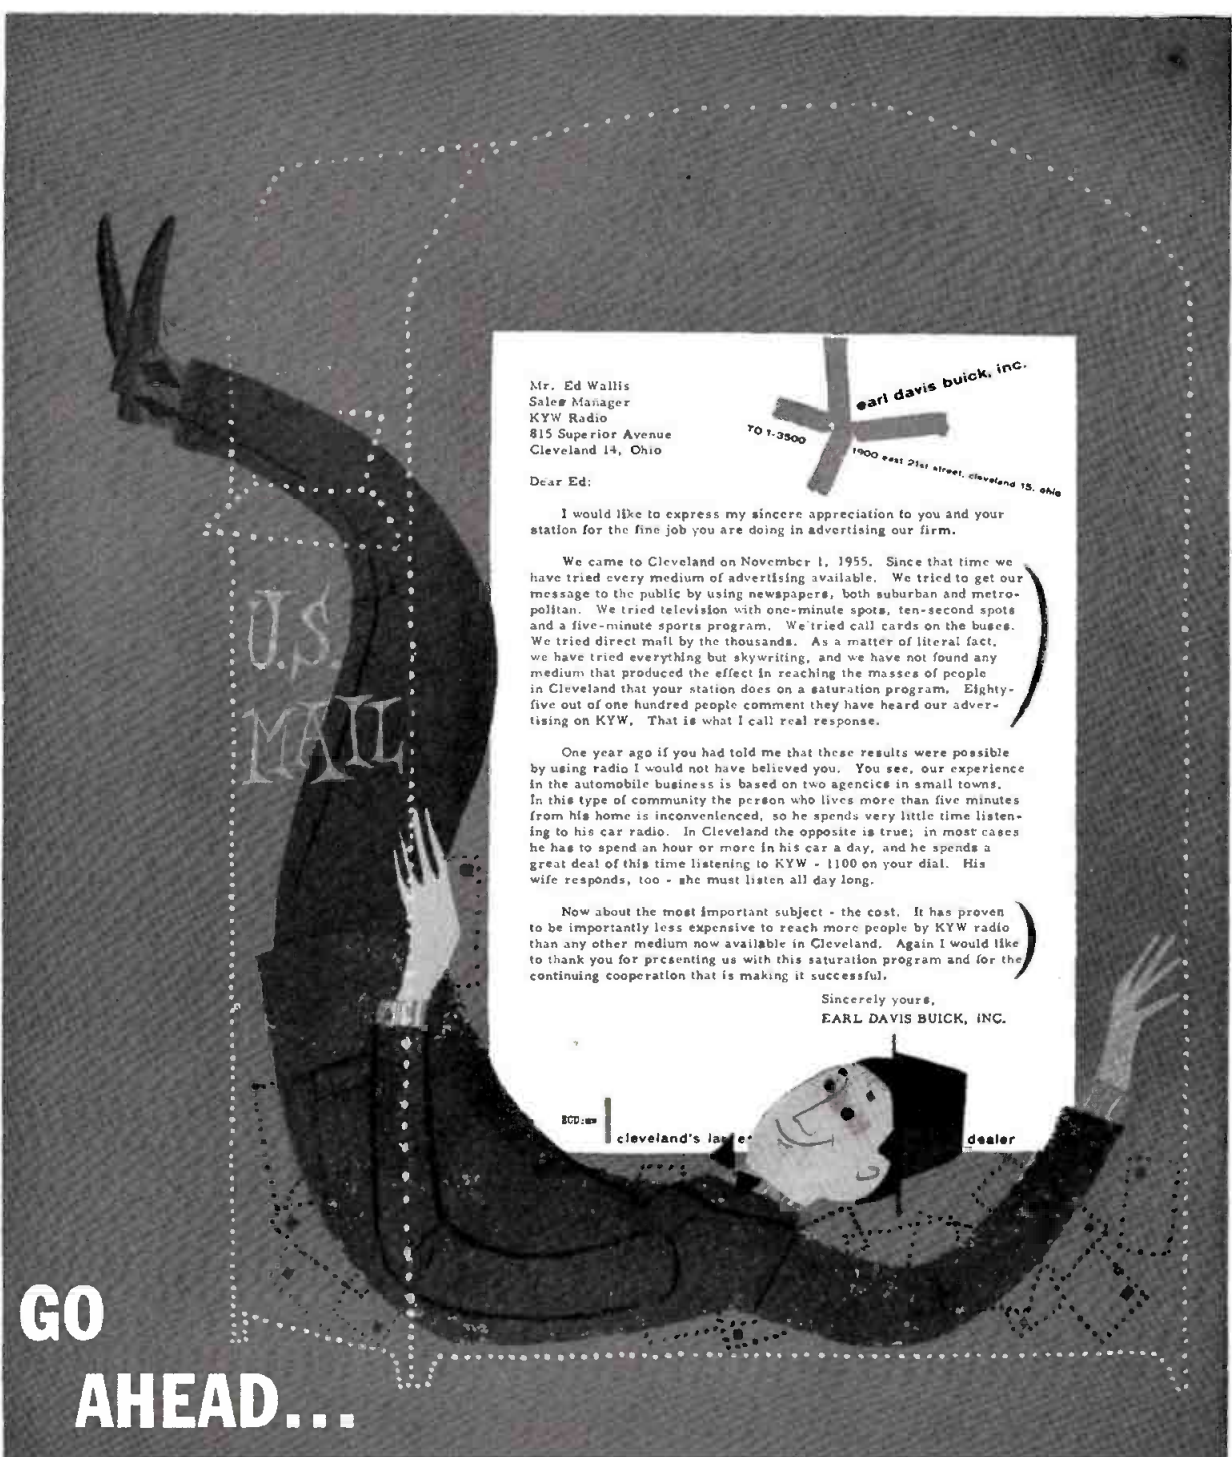 Mr. Ed Wallis
Sales Manager
KYW Radio
815 Superior Avenue
Cleveland 14, Ohio
earl davis buick, inc.
TO 1-3500
1900 east 21st street, cleveland 15, ohio
Dear Ed:
I would like to express my sincere appreciation to you and your
station for the fine job you are doing in advertising our firm.
We came to Cleveland on November 1, 1955. Since that time we
have tried every medium of advertising available. We tried to get our
message to the public by using newspapers, both suburban and metro-
politan. We tried television with one-minute spots, ten-second spots
and a five-minute sports program. We tried call cards on the buses.
We tried direct mail by the thousands. As a matter of literal fact,
we have tried everything but skywriting, and we have not found any
medium that produced the effect in reaching the masses of people
in Cleveland that your station does on a saturation program. Eighty-
five out of one hundred people comment they have heard our adver-
tising on KYW. That is what I call real response.
One year ago if you had told me that these results were possible
by using radio I would not have believed you. You see, our experience
in the automobile business is based on two agencies in small towns.
In this type of community the person who lives more than five minutes
from his home is inconvenienced, so he spends very little time listen-
ing to his car radio. In Cleveland the opposite is true; in most cases
he has to spend an hour or more in his car a day, and he spends a
great deal of this time listening to KYW - 1100 on your dial. His
wife responds, too - she must listen all day long.
Now about the most important subject - the cost. It has proven
to be importantly less expensive to reach more people by KYW radio
than any other medium now available in Cleveland. Again I would like
to thank you for presenting us with this saturation program and for the
continuing cooperation that is making it successful.
Sincerely yours,
EARL DAVIS BUICK, INC.
ECD:mw
cleveland's dealer
U.S.
MAIL
GO
AHEAD...